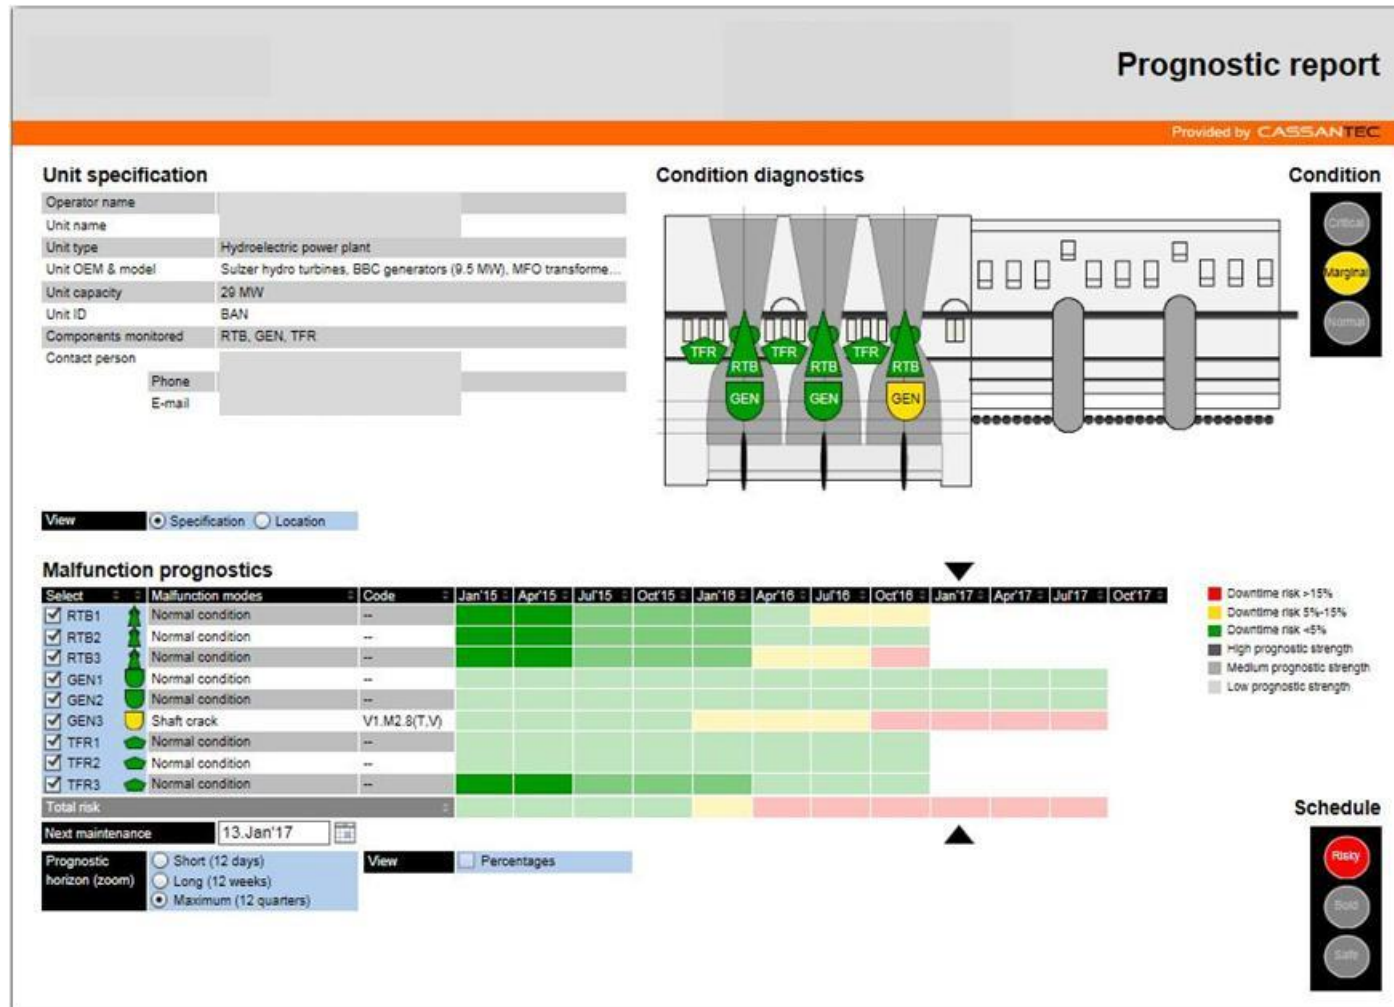 Prognostic report
Provided by CASSANTEC
Unit specification
Operator name
Unit name
Unit type Hydroelectric power plant
Unit OEM & model Sulzer hydro turbines, BBC generators (9.5 MW), MFO transforme...
Unit capacity 29 MW
Unit ID BAN
Components monitored RTB, GEN, TFR
Contact person
Phone
E-mail
View Specification Location
Condition diagnostics
TFR TFR TFR
RTB RTB RTB
GEN GEN GEN
Condition
Critical
Marginal
Normal
Malfunction prognostics
Select Malfunction modes Code Jan'15 Apr'15 Jul'15 Oct'15 Jan'16 Apr'16 Jul'16 Oct'16 Jan'17 Apr'17 Jul'17 Oct'17
RTB1 Normal condition --
RTB2 Normal condition --
RTB3 Normal condition --
GEN1 Normal condition --
GEN2 Normal condition --
GEN3 Shaft crack V1.M2.8(T,V)
TFR1 Normal condition --
TFR2 Normal condition --
TFR3 Normal condition --
Total risk
Next maintenance 13.Jan'17
Prognostic horizon (zoom)
Short (12 days)
Long (12 weeks)
Maximum (12 quarters)
View Percentages
Downtime risk >15%
Downtime risk 5%-15%
Downtime risk <5%
High prognostic strength
Medium prognostic strength
Low prognostic strength
Schedule
Risky
Bold
Safe